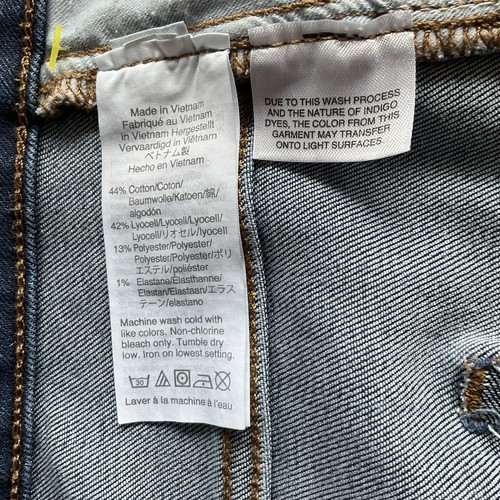 Made in Vietnam
Fabriqué au Vietnam
in Vietnam Hergestellt
Vervaardigd in Vietnam
ベトナム製
Hecho en Vietnam
44% Cotton/Coton/
Baumwolle/Katoen/綿/
algodón
42% Lyocell/Lyocell/Lyocell/
Lyocell/リオセル/lyocell
13% Polyester/Polyester/
Polyester/Polyester/ポリ
エステル/poliéster
1% Elastane/Élasthanne/
Elastan/Elastaan/エラス
テーン/elastano
Machine wash cold with
like colors. Non-chlorine
bleach only. Tumble dry
low. Iron on lowest setting.
30
Laver à la machine à l'eau
DUE TO THIS WASH PROCESS
AND THE NATURE OF INDIGO
DYES, THE COLOR FROM THIS
GARMENT MAY TRANSFER
ONTO LIGHT SURFACES.